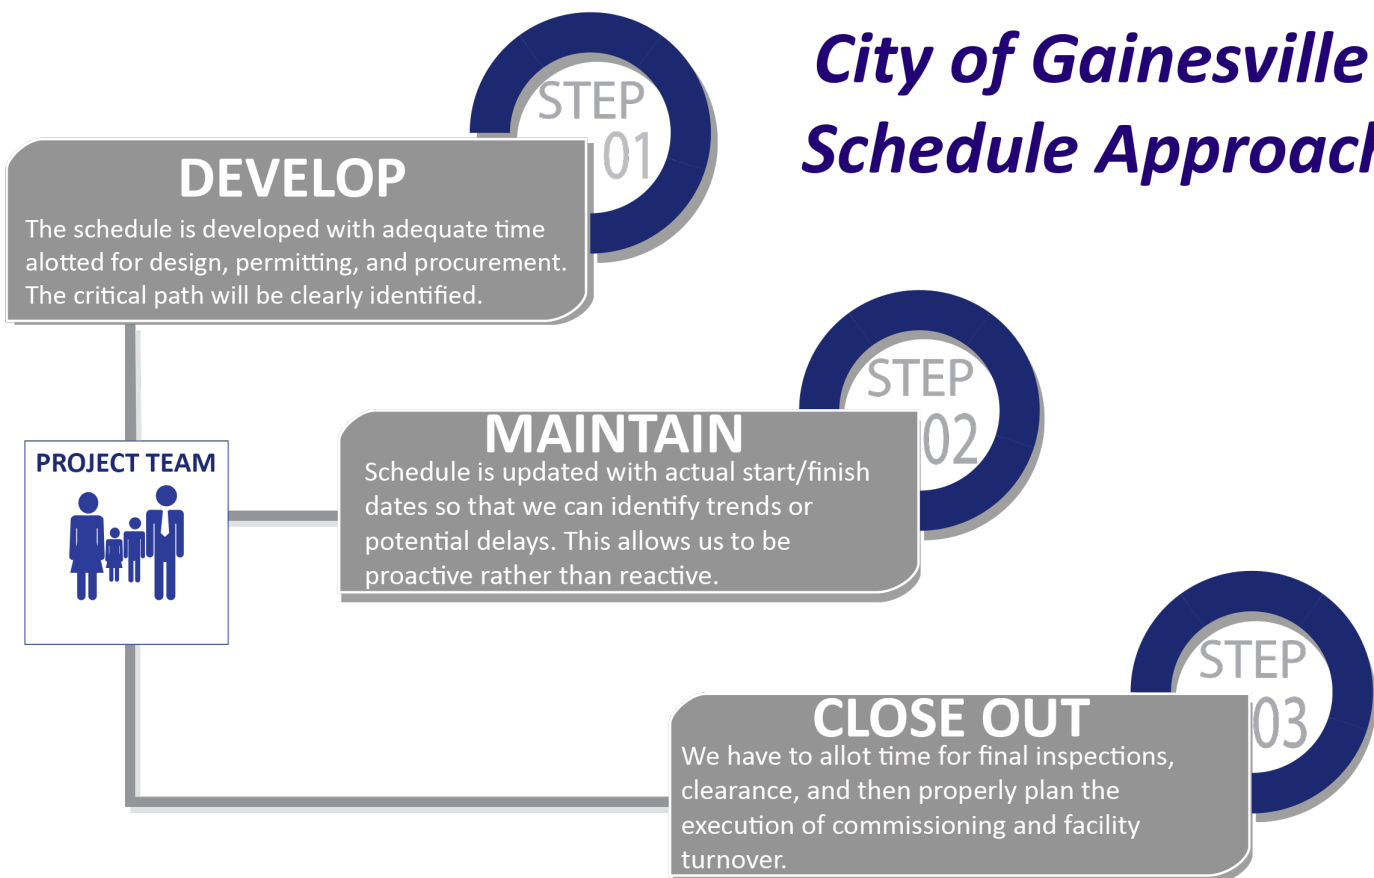 City of Gainesville
Schedule Approach
STEP
01
DEVELOP
The schedule is developed with adequate time
alotted for design, permitting, and procurement.
The critical path will be clearly identified.
STEP
02
MAINTAIN
Schedule is updated with actual start/finish
dates so that we can identify trends or
potential delays. This allows us to be
proactive rather than reactive.
PROJECT TEAM
STEP
03
CLOSE OUT
We have to allot time for final inspections,
clearance, and then properly plan the
execution of commissioning and facility
turnover.